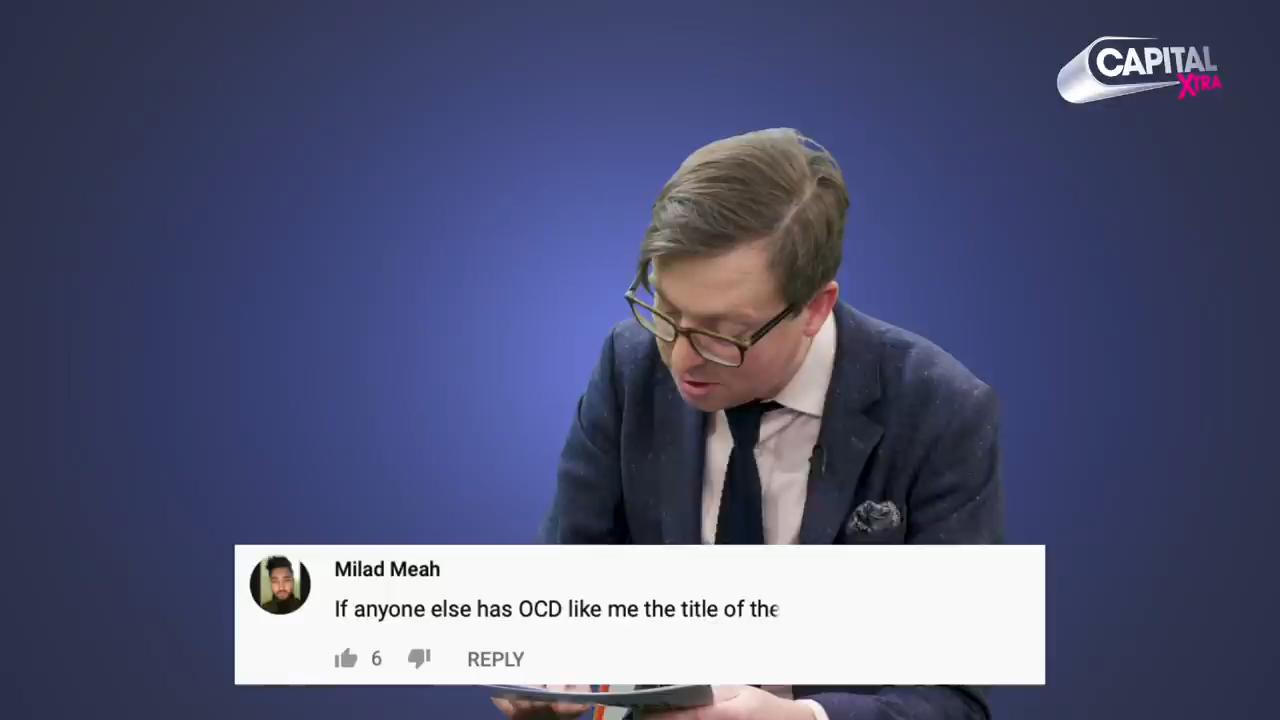 CAPITAL
XTRA
Milad Meah
If anyone else has OCD like me the title of the
6
REPLY